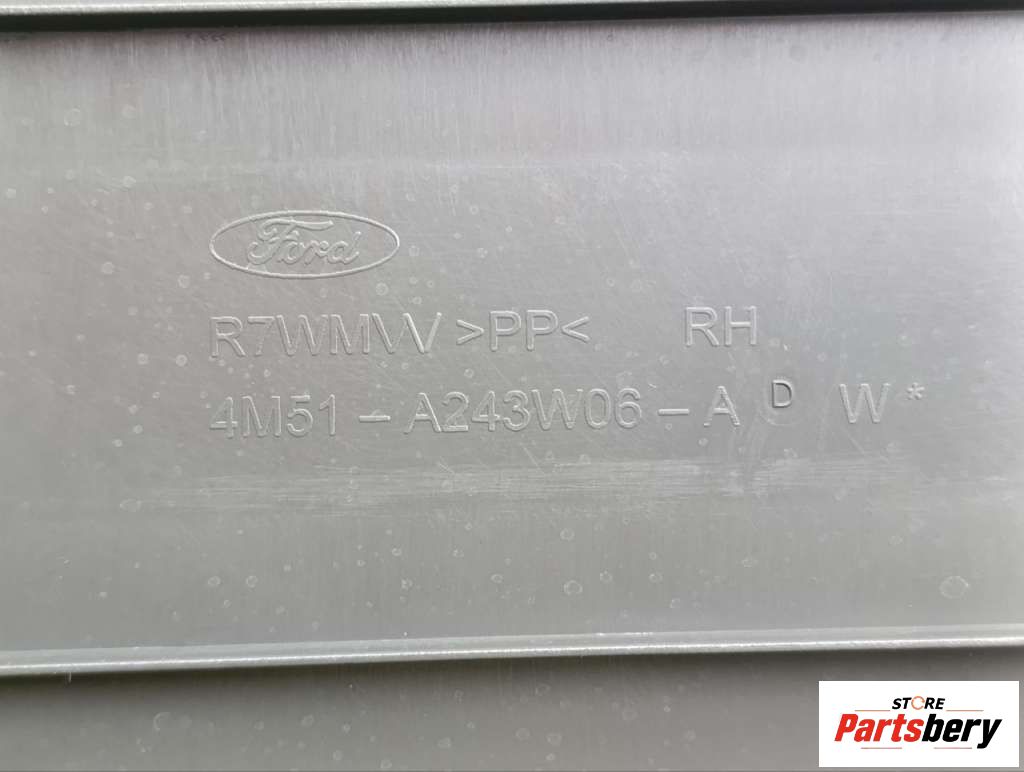 Ford
R7WMVV >PP< RH
4M51-A243W06-A D W*
STORE
Partsbery